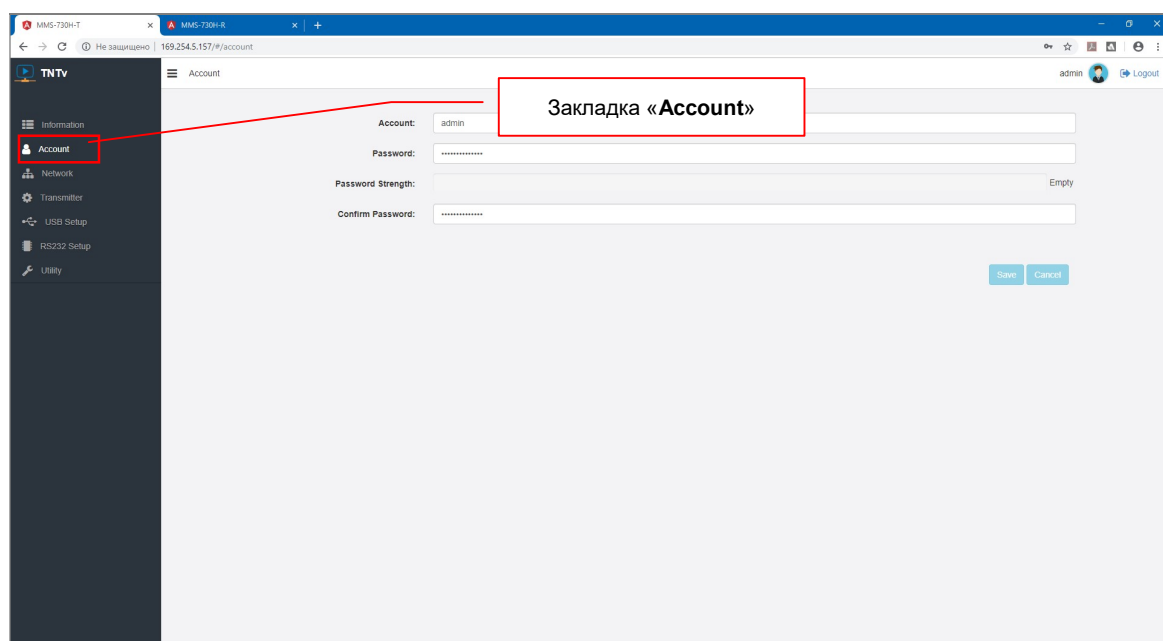 MMS-730H-T
MMS-730H-R
Не защищено
169.254.5.157/#/account
TNTv
Account
admin
Logout
Закладка «Account»
Information
Account
Network
Transmitter
USB Setup
RS232 Setup
Utility
Account:
admin
Password:
••••••••••••••
Password Strength:
Empty
Confirm Password:
••••••••••••••
Save
Cancel